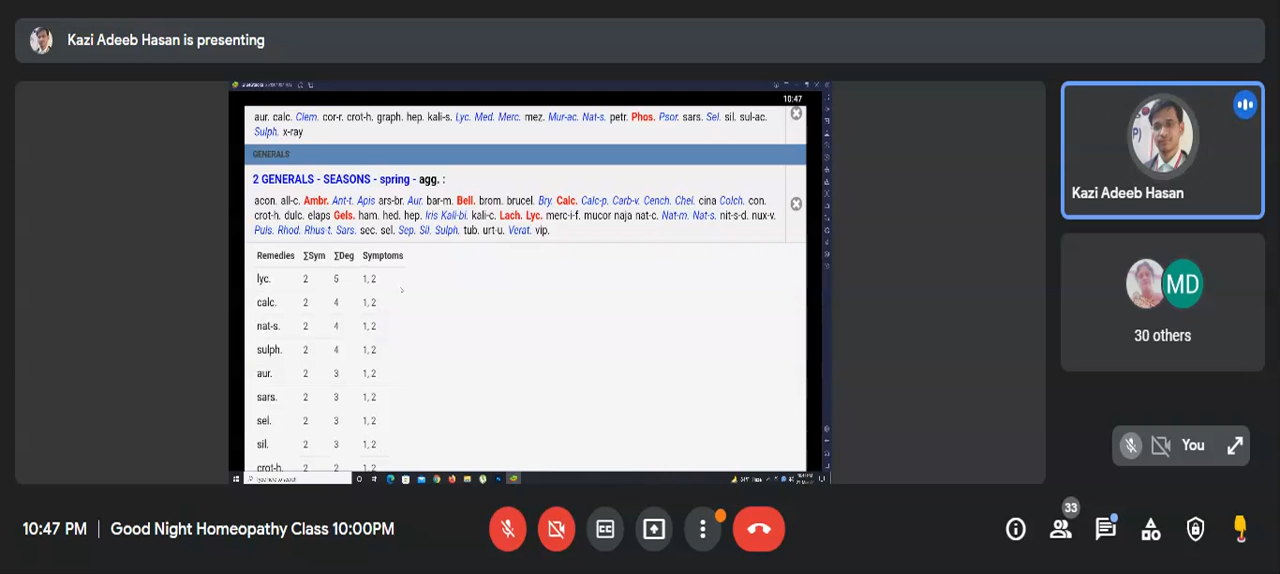 Kazi Adeeb Hasan is presenting
10:47
aur. calc. Clem. cor-r. crot-h. graph. hep. kali-s. Lyc. Med. Merc. mez. Mur-ac. Nat-s. petr. Phos. Psor. sars. Sel. sil. sul-ac.
Sulph. x-ray
GENERALS
2 GENERALS - SEASONS - spring - agg. :
acon. all-c. Ambr. Ant-t. Apis ars-br. Aur. bar-m. Bell. brom. brucel. Bry. Calc. Calc-p. Carb-v. Cench. Chel. cina Colch. con.
crot-h. dulc. elaps Gels. ham. hed. hep. Iris Kali-bi. kali-c. Lach. Lyc. merc-i-f. mucor naja nat-c. Nat-m. Nat-s. nit-s-d. nux-v.
Puls. Rhod. Rhus-t. Sars. sec. sel. Sep. Sil. Sulph. tub. urt-u. Verat. vip.
Remedies ∑Sym ∑Deg Symptoms
lyc. 2 5 1, 2
calc. 2 4 1, 2
nat-s. 2 4 1, 2
sulph. 2 4 1, 2
aur. 2 3 1, 2
sars. 2 3 1, 2
sel. 2 3 1, 2
sil. 2 3 1, 2
crot-h. 2 2 1, 2
Type here to search
P)
Kazi Adeeb Hasan
MD
30 others
You
10:47 PM | Good Night Homeopathy Class 10:00PM
33